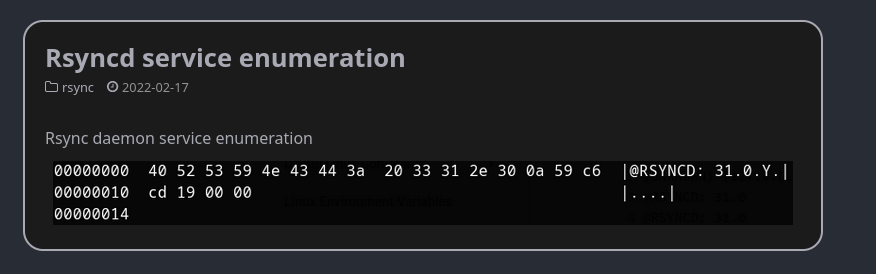 Rsyncd service enumeration
rsync 2022-02-17
Rsync daemon service enumeration
00000000  40 52 53 59 4e 43 44 3a  20 33 31 2e 30 0a 59 c6  |@RSYNCD: 31.0.Y.|
00000010  cd 19 00 00  |....|
00000014